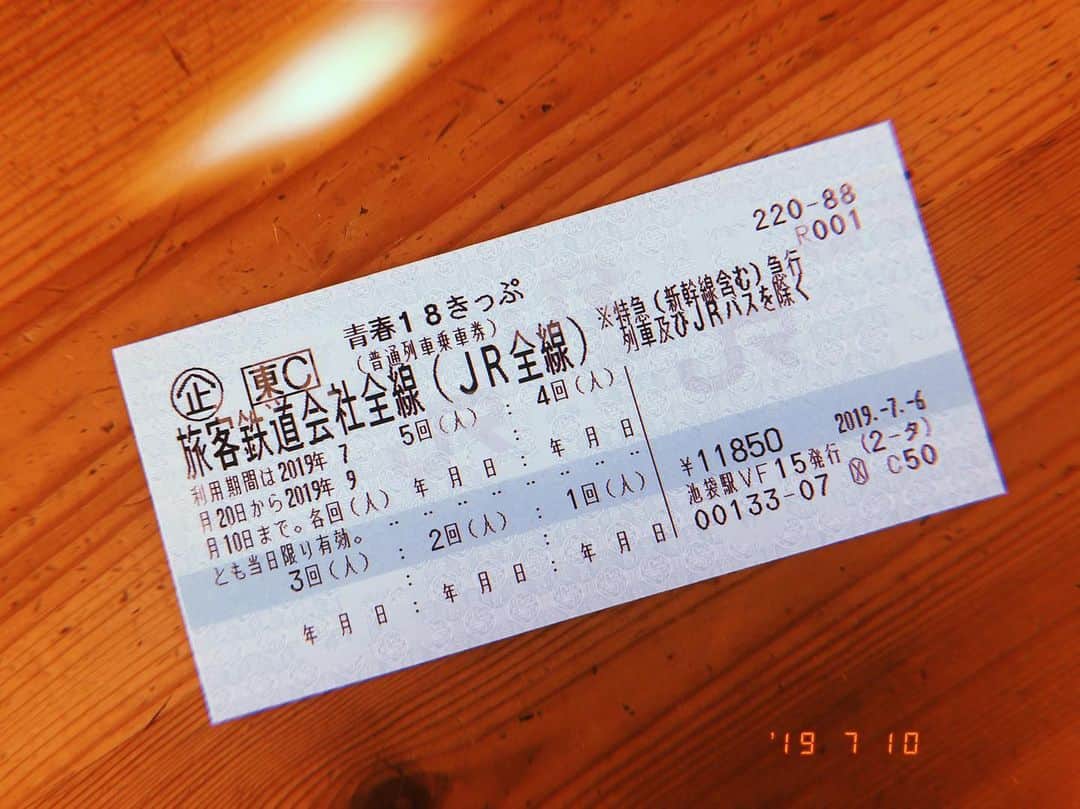 220-88
R001
青春18きっぷ
(普通列車乗車券)
企 東C
旅客鉄道会社全線(JR全線)
※特急(新幹線含む)急行
列車及びJRバスを除く
利用期間は2019年 7
月20日から2019年 9
月10日まで。各回(人)
とも当日限り有効。
5回(人) : 4回(人)
年 月 日 : 年 月 日
3回(人) : 2回(人) : 1回(人)
年 月 日 : 年 月 日 : 年 月 日
¥11850
2019.-7.-6
池袋駅VF15発行 (2-タ)
00133-07 C50
'19 7 10